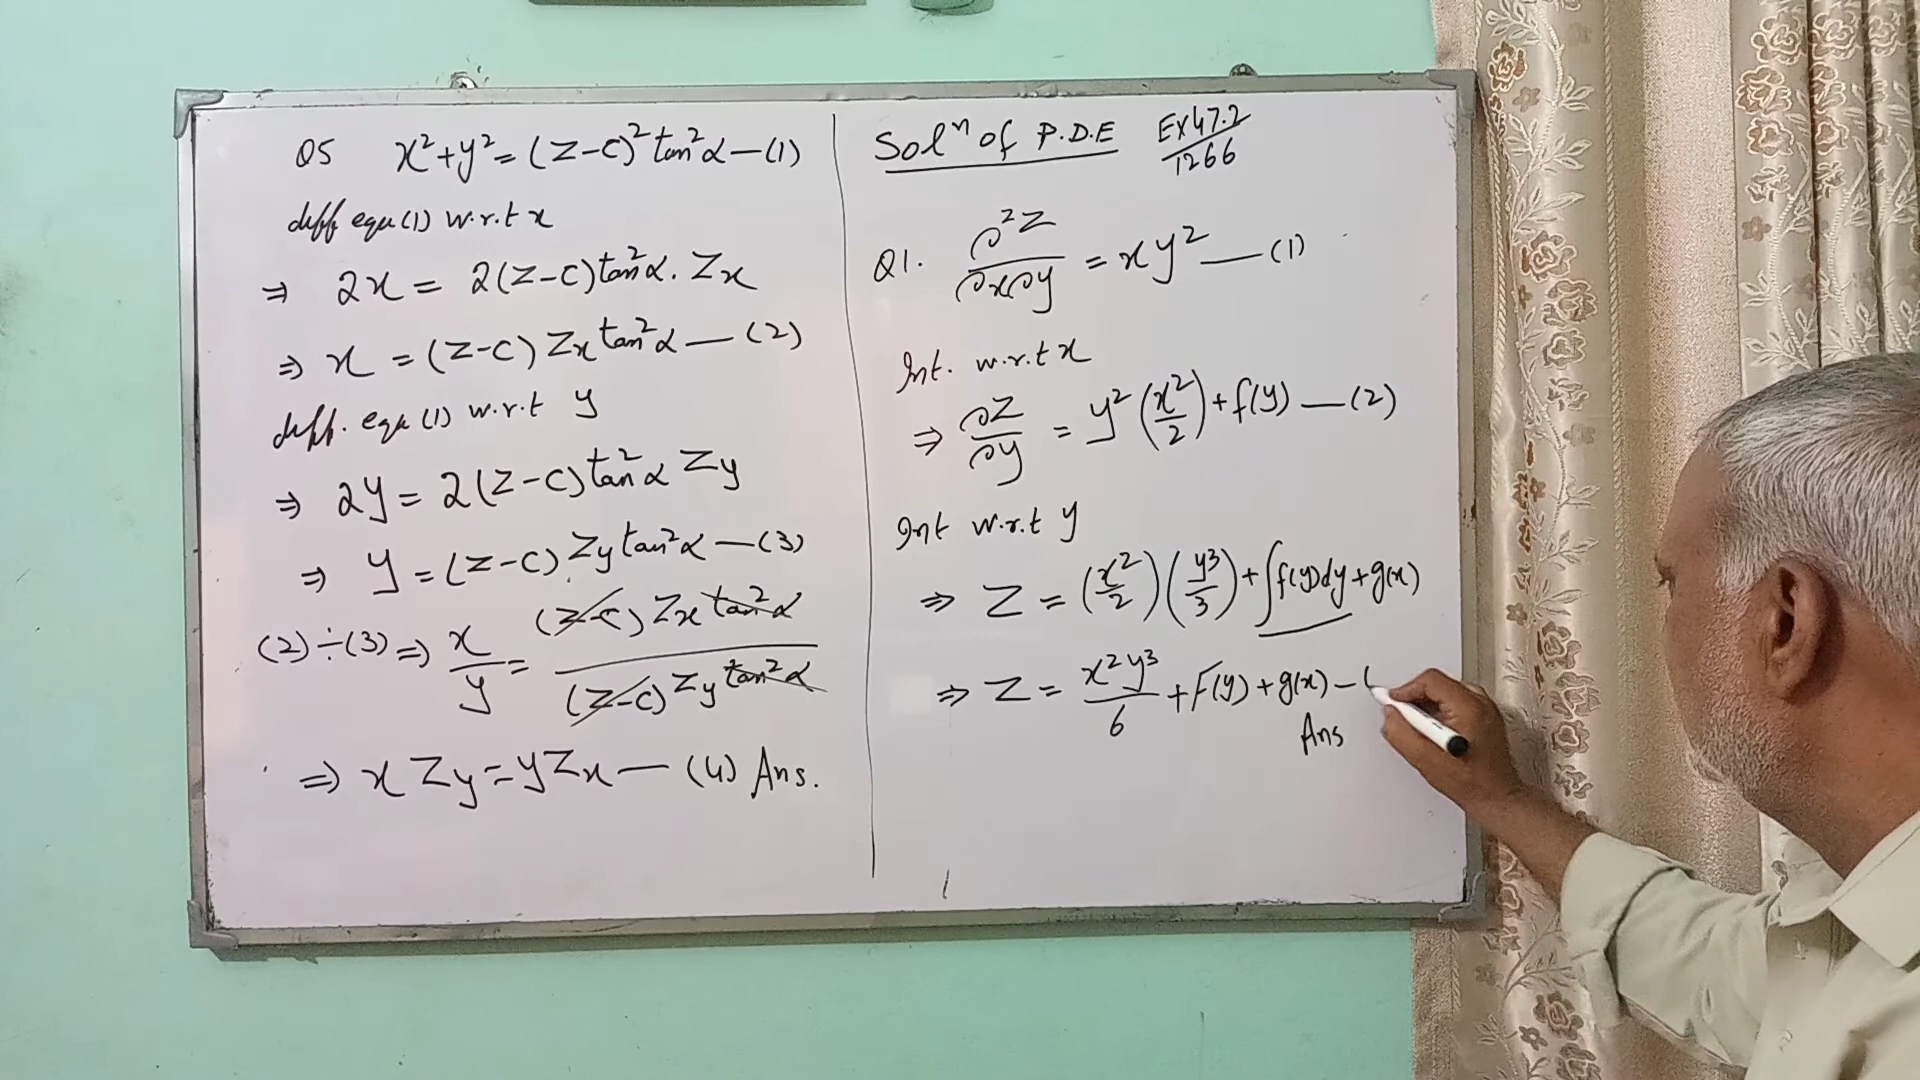 Q5 x²+y² = (Z-C)² tan²α — (1)
diff equ(1) w.r.t x
⇒ 2x = 2(Z-C) tan²α. Zx
⇒ x = (Z-C) Zx tan²α — (2)
diff. equ (1) w.r.t y
⇒ 2y = 2(Z-C) tan²α Zy
⇒ y = (Z-C) Zy tan²α — (3)
(2) ÷ (3) ⇒ x/y = (Z-C) Zx tan²α / (Z-C) Zy tan²α
⇒ x Zy = y Zx — (4) Ans.
Solⁿ of P.D.E Ex 47.2/1266
Q1. ∂²Z/∂x∂y = xy² — (1)
Int. w.r.t x
⇒ ∂Z/∂y = y² (x²/2) + f(y) — (2)
Int w.r.t y
⇒ Z = (x²/2) (y³/3) + ∫f(y)dy + g(x)
⇒ Z = x²y³/6 + F(y) + g(x) — (
Ans